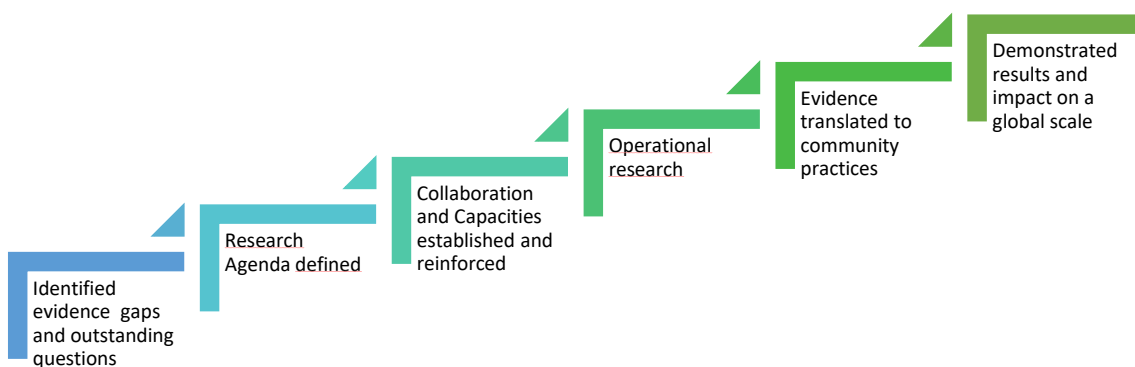 Identified
evidence  gaps
and outstanding
questions
Research
Agenda defined
Collaboration
and Capacities
established and
reinforced
Operational
research
Evidence
translated to
community
practices
Demonstrated
results and
impact on a
global scale